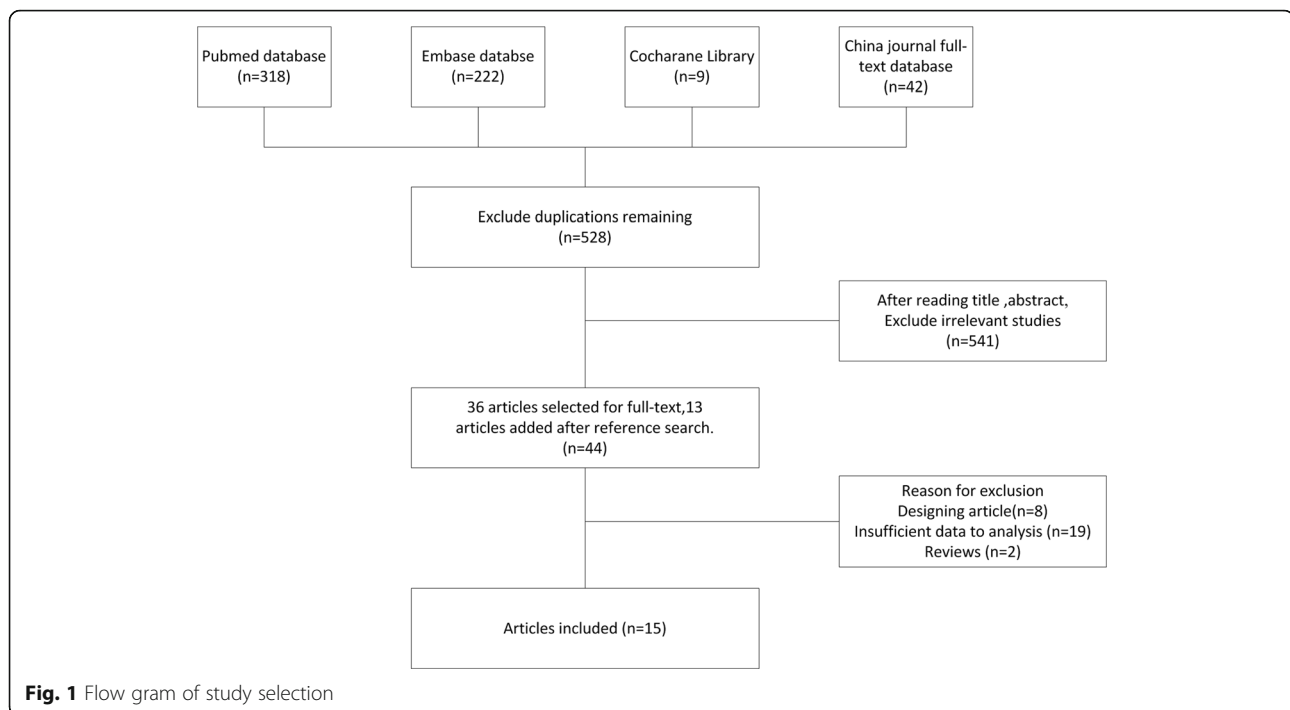 Pubmed database
(n=318)
Embase databse
(n=222)
Cocharane Library
(n=9)
China journal full-
text database
(n=42)
Exclude duplications remaining
(n=528)
After reading title ,abstract,
Exclude irrelevant studies
(n=541)
36 articles selected for full-text,13
articles added after reference search.
(n=44)
Reason for exclusion
Designing article(n=8)
Insufficient data to analysis (n=19)
Reviews (n=2)
Articles included (n=15)
Fig. 1 Flow gram of study selection